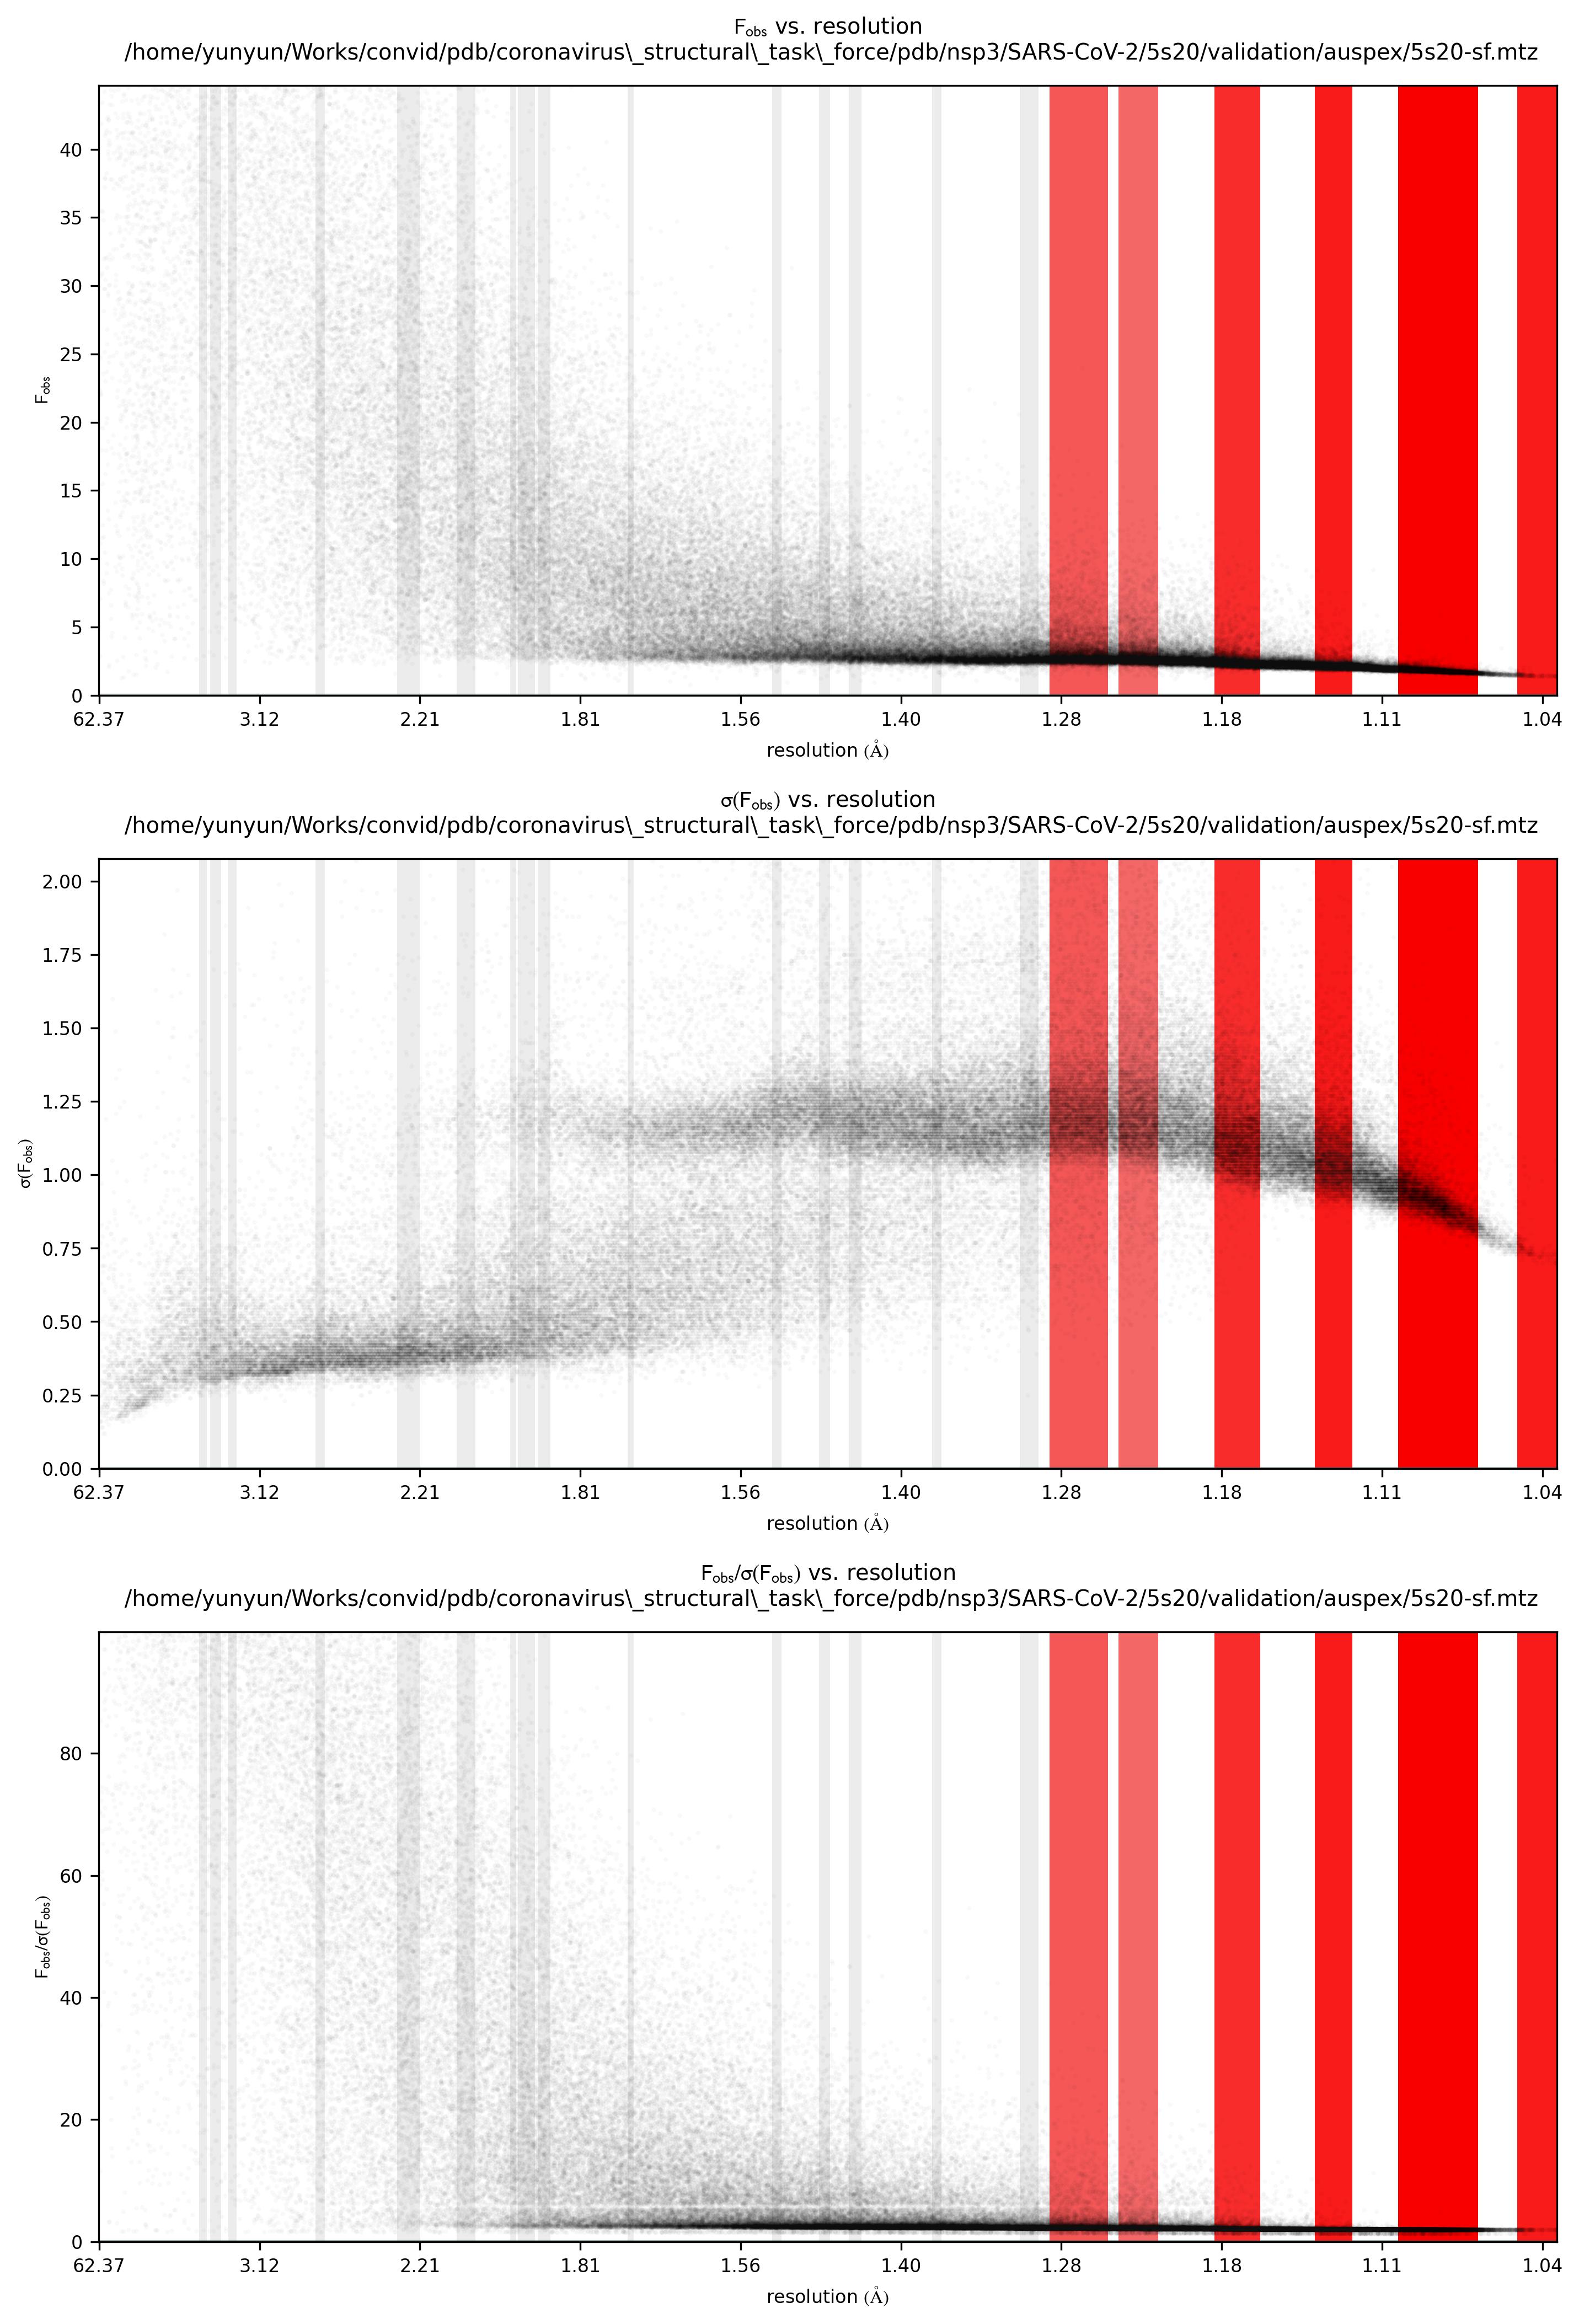 Fobs vs. resolution
/home/yunyun/Works/convid/pdb/coronavirus\_structural\_task\_force/pdb/nsp3/SARS-CoV-2/5s20/validation/auspex/5s20-sf.mtz
40
35
30
25
20
15
10
5
0
Fobs
62.37 3.12 2.21 1.81 1.56 1.40 1.28 1.18 1.11 1.04
resolution (Å)
σ(Fobs) vs. resolution
/home/yunyun/Works/convid/pdb/coronavirus\_structural\_task\_force/pdb/nsp3/SARS-CoV-2/5s20/validation/auspex/5s20-sf.mtz
2.00
1.75
1.50
1.25
1.00
0.75
0.50
0.25
0.00
σ(Fobs)
62.37 3.12 2.21 1.81 1.56 1.40 1.28 1.18 1.11 1.04
resolution (Å)
Fobs/σ(Fobs) vs. resolution
/home/yunyun/Works/convid/pdb/coronavirus\_structural\_task\_force/pdb/nsp3/SARS-CoV-2/5s20/validation/auspex/5s20-sf.mtz
80
60
40
20
0
Fobs/σ(Fobs)
62.37 3.12 2.21 1.81 1.56 1.40 1.28 1.18 1.11 1.04
resolution (Å)